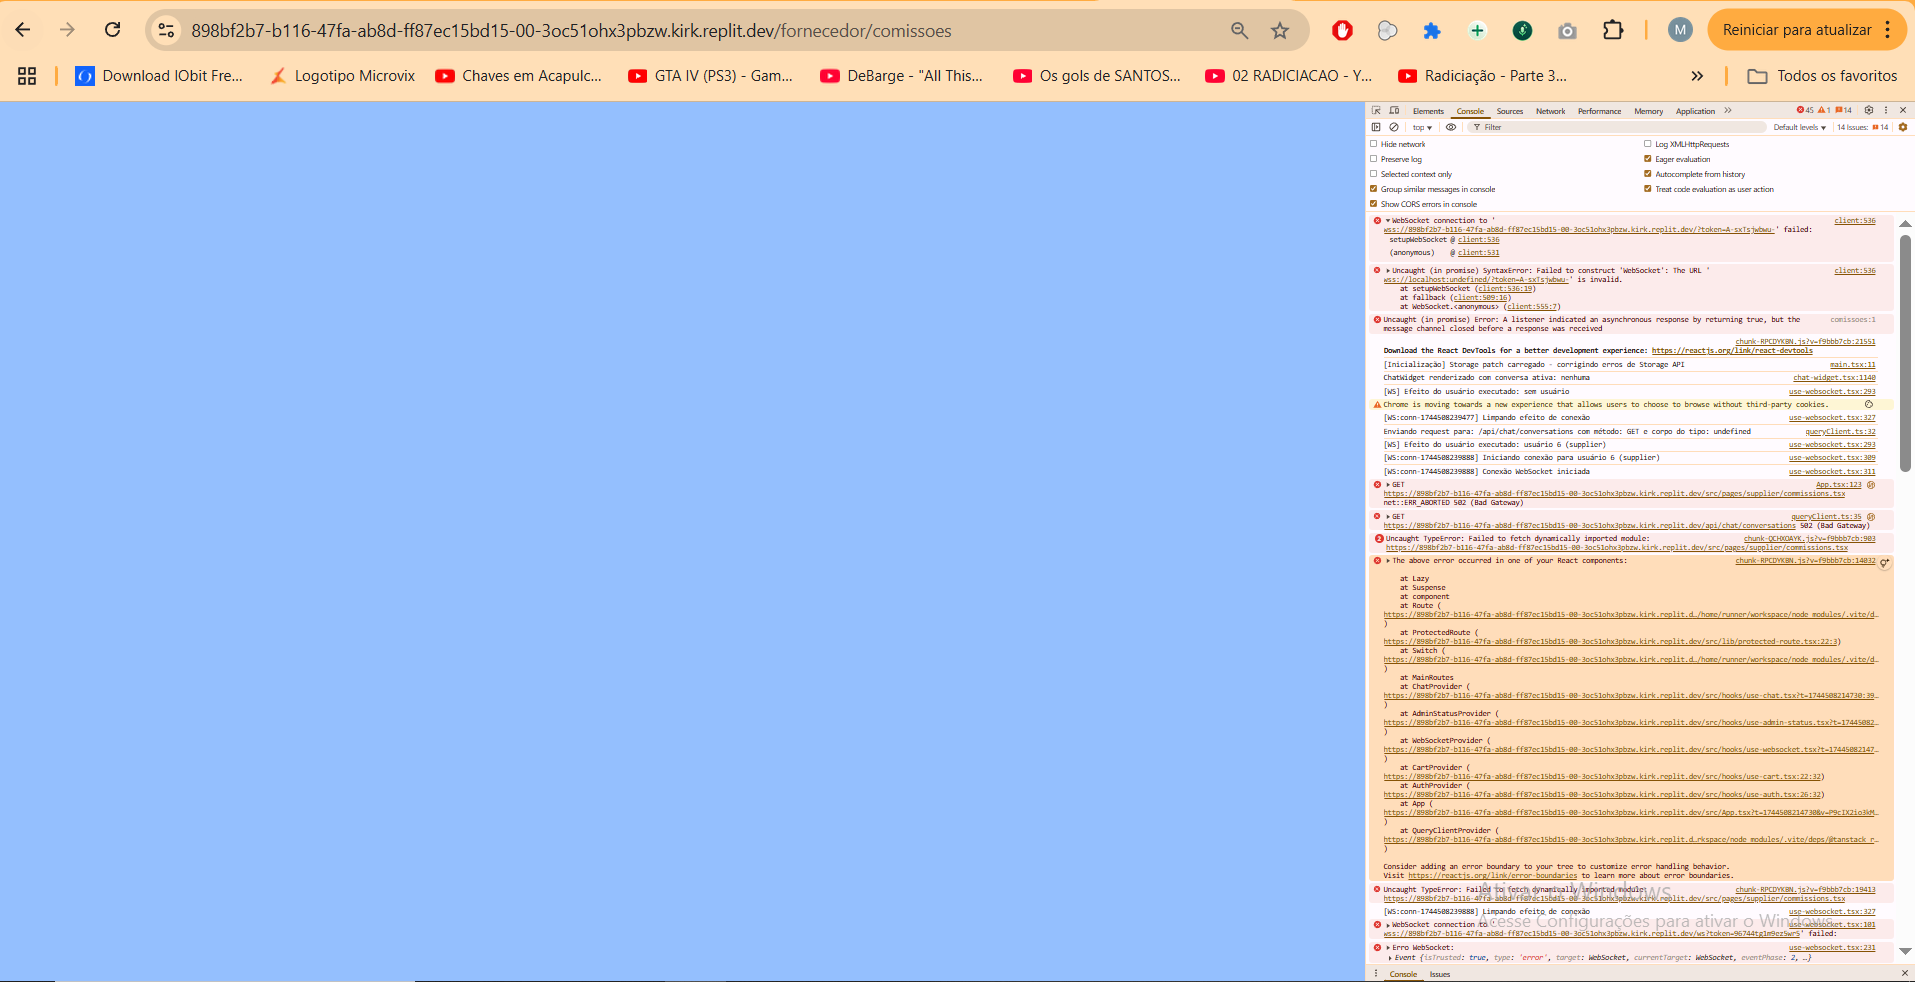 898bf2b7-b116-47fa-ab8d-ff87ec15bd15-00-3oc51ohx3pbzw.kirk.replit.dev/fornecedor/comissoes
M
Reiniciar para atualizar
Download IObit Fre...
Logotipo Microvix
Chaves em Acapulc...
GTA IV (PS3) - Gam...
DeBarge - "All This...
Os gols de SANTOS...
02 RADICIACAO - Y...
Radiciação - Parte 3...
Todos os favoritos
Elements Console Sources Network Performance Memory Application 45 1 14
top Filter Default levels 14 Issues: 14
Hide network
Log XMLHttpRequests
Preserve log
Eager evaluation
Selected context only
Autocomplete from history
Group similar messages in console
Treat code evaluation as user action
Show CORS errors in console
WebSocket connection to ' client:536
wss://898bf2b7-b116-47fa-ab8d-ff87ec15bd15-00-3oc51ohx3pbzw.kirk.replit.dev/?token=A-sxTsjwbwu-' failed:
setupWebSocket @ client:536
(anonymous) @ client:531
Uncaught (in promise) SyntaxError: Failed to construct 'WebSocket': The URL ' client:536
wss://localhost:undefined/?token=A-sxTsjwbwu-' is invalid.
at setupWebSocket (client:536:19)
at fallback (client:509:16)
at WebSocket.<anonymous> (client:555:7)
Uncaught (in promise) Error: A listener indicated an asynchronous response by returning true, but the comissoes:1
message channel closed before a response was received
chunk-RPCDYKBN.js?v=f9bbb7cb:21551
Download the React DevTools for a better development experience: https://reactjs.org/link/react-devtools
[Inicialização] Storage patch carregado - corrigindo erros de Storage API main.tsx:11
ChatWidget renderizado com conversa ativa: nenhuma chat-widget.tsx:1140
[WS] Efeito do usuário executado: sem usuário use-websocket.tsx:293
Chrome is moving towards a new experience that allows users to choose to browse without third-party cookies.
[WS:conn-1744508239477] Limpando efeito de conexão use-websocket.tsx:327
Enviando request para: /api/chat/conversations com método: GET e corpo do tipo: undefined queryClient.ts:32
[WS] Efeito do usuário executado: usuário 6 (supplier) use-websocket.tsx:293
[WS:conn-1744508239888] Iniciando conexão para usuário 6 (supplier) use-websocket.tsx:309
[WS:conn-1744508239888] Conexão WebSocket iniciada use-websocket.tsx:311
GET App.tsx:123
https://898bf2b7-b116-47fa-ab8d-ff87ec15bd15-00-3oc51ohx3pbzw.kirk.replit.dev/src/pages/supplier/commissions.tsx
net::ERR_ABORTED 502 (Bad Gateway)
GET queryClient.ts:35
https://898bf2b7-b116-47fa-ab8d-ff87ec15bd15-00-3oc51ohx3pbzw.kirk.replit.dev/api/chat/conversations 502 (Bad Gateway)
2 Uncaught TypeError: Failed to fetch dynamically imported module: chunk-QCHXOAYK.js?v=f9bbb7cb:903
https://898bf2b7-b116-47fa-ab8d-ff87ec15bd15-00-3oc51ohx3pbzw.kirk.replit.dev/src/pages/supplier/commissions.tsx
The above error occurred in one of your React components: chunk-RPCDYKBN.js?v=f9bbb7cb:14032
at Lazy
at Suspense
at component
at Route (
https://898bf2b7-b116-47fa-ab8d-ff87ec15bd15-00-3oc51ohx3pbzw.kirk.replit.d…/home/runner/workspace/node_modules/.vite/d…
)
at ProtectedRoute (
https://898bf2b7-b116-47fa-ab8d-ff87ec15bd15-00-3oc51ohx3pbzw.kirk.replit.dev/src/lib/protected-route.tsx:22:3)
at Switch (
https://898bf2b7-b116-47fa-ab8d-ff87ec15bd15-00-3oc51ohx3pbzw.kirk.replit.d…/home/runner/workspace/node_modules/.vite/d…
)
at MainRoutes
at ChatProvider (
https://898bf2b7-b116-47fa-ab8d-ff87ec15bd15-00-3oc51ohx3pbzw.kirk.replit.dev/src/hooks/use-chat.tsx?t=1744508214730:39…
)
at AdminStatusProvider (
https://898bf2b7-b116-47fa-ab8d-ff87ec15bd15-00-3oc51ohx3pbzw.kirk.replit.dev/src/hooks/use-admin-status.tsx?t=17445082…
)
at WebSocketProvider (
https://898bf2b7-b116-47fa-ab8d-ff87ec15bd15-00-3oc51ohx3pbzw.kirk.replit.dev/src/hooks/use-websocket.tsx?t=17445082147…
)
at CartProvider (
https://898bf2b7-b116-47fa-ab8d-ff87ec15bd15-00-3oc51ohx3pbzw.kirk.replit.dev/src/hooks/use-cart.tsx:22:32)
at AuthProvider (
https://898bf2b7-b116-47fa-ab8d-ff87ec15bd15-00-3oc51ohx3pbzw.kirk.replit.dev/src/hooks/use-auth.tsx:26:32)
at App (
https://898bf2b7-b116-47fa-ab8d-ff87ec15bd15-00-3oc51ohx3pbzw.kirk.replit.dev/src/App.tsx?t=1744508214730&v=P9cIX2io3kM…
)
at QueryClientProvider (
https://898bf2b7-b116-47fa-ab8d-ff87ec15bd15-00-3oc51ohx3pbzw.kirk.replit.d…rkspace/node_modules/.vite/deps/@tanstack_r…
)
Consider adding an error boundary to your tree to customize error handling behavior.
Visit https://reactjs.org/link/error-boundaries to learn more about error boundaries.
Uncaught TypeError: Failed to fetch dynamically imported module: chunk-RPCDYKBN.js?v=f9bbb7cb:19413
https://898bf2b7-b116-47fa-ab8d-ff87ec15bd15-00-3oc51ohx3pbzw.kirk.replit.dev/src/pages/supplier/commissions.tsx
[WS:conn-1744508239888] Limpando efeito de conexão use-websocket.tsx:327
WebSocket connection to ' use-websocket.tsx:101
wss://898bf2b7-b116-47fa-ab8d-ff87ec15bd15-00-3oc51ohx3pbzw.kirk.replit.dev/ws?token=96744tg1m9ez5wr5' failed:
Erro WebSocket: use-websocket.tsx:231
Event {isTrusted: true, type: 'error', target: WebSocket, currentTarget: WebSocket, eventPhase: 2, …}
Ativar o Windows
Acesse Configurações para ativar o Windows.
Console Issues